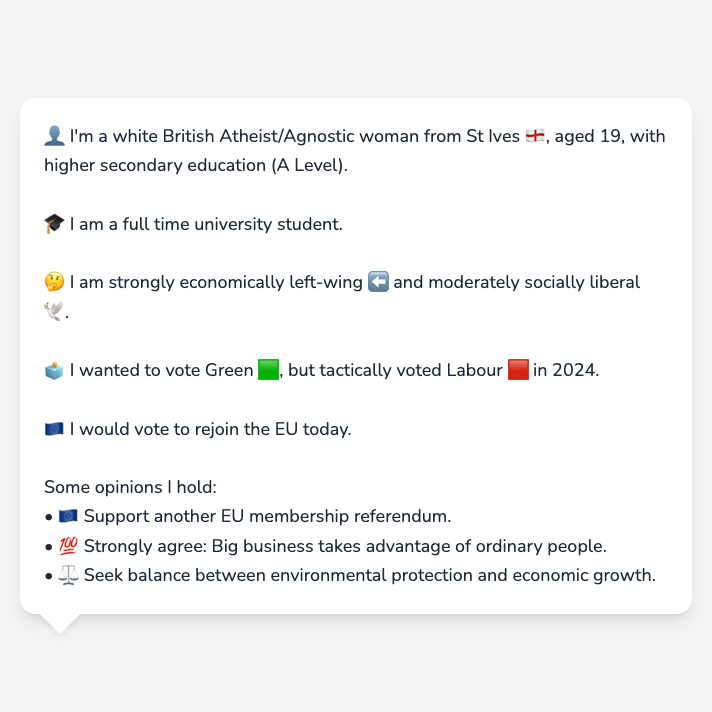 👤 I'm a white British Atheist/Agnostic woman from St Ives 🏴󠁧󠁢󠁥󠁮󠁧󠁿, aged 19, with
higher secondary education (A Level).
🎓 I am a full time university student.
🤔 I am strongly economically left-wing ⬅️ and moderately socially liberal
🕊️.
🗳️ I wanted to vote Green 🟩, but tactically voted Labour 🟥 in 2024.
🇪🇺 I would vote to rejoin the EU today.
Some opinions I hold:
• 🇪🇺 Support another EU membership referendum.
• 💯 Strongly agree: Big business takes advantage of ordinary people.
• ⚖️ Seek balance between environmental protection and economic growth.